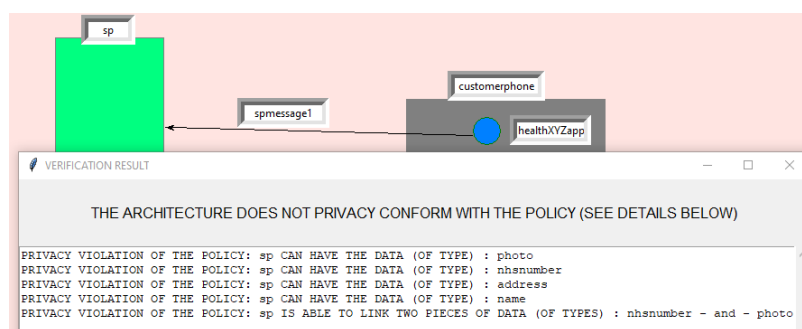 sp
customerphone
spmessage1
healthXYZapp
VERIFICATION RESULT
THE ARCHITECTURE DOES NOT PRIVACY CONFORM WITH THE POLICY (SEE DETAILS BELOW)
PRIVACY VIOLATION OF THE POLICY: sp CAN HAVE THE DATA (OF TYPE) : photo
PRIVACY VIOLATION OF THE POLICY: sp CAN HAVE THE DATA (OF TYPE) : nhsnumber
PRIVACY VIOLATION OF THE POLICY: sp CAN HAVE THE DATA (OF TYPE) : address
PRIVACY VIOLATION OF THE POLICY: sp CAN HAVE THE DATA (OF TYPE) : name
PRIVACY VIOLATION OF THE POLICY: sp IS ABLE TO LINK TWO PIECES OF DATA (OF TYPES) : nhsnumber - and - photo